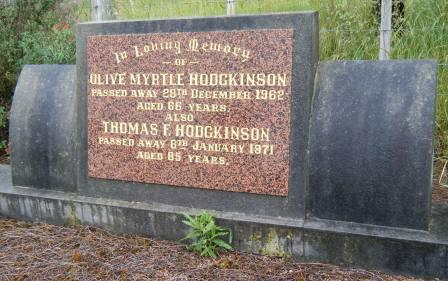 In Loving Memory
- OF -
OLIVE MYRTLE HODGKINSON
PASSED AWAY 28TH DECEMBER 1962
AGED 66 YEARS.
ALSO
THOMAS F. HODGKINSON
PASSED AWAY 6TH JANUARY 1971
AGED 85 YEARS.